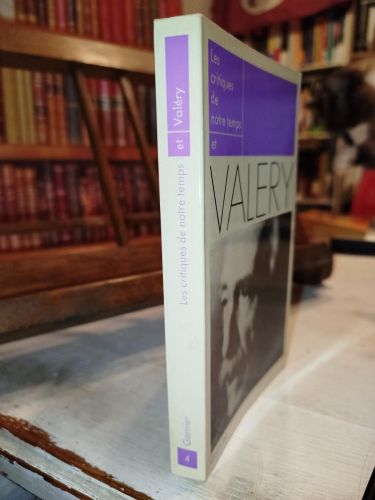 Les
critiques
de
notre temps
et
VALERY
Les critiques de notre temps et Valéry
Garnier
4